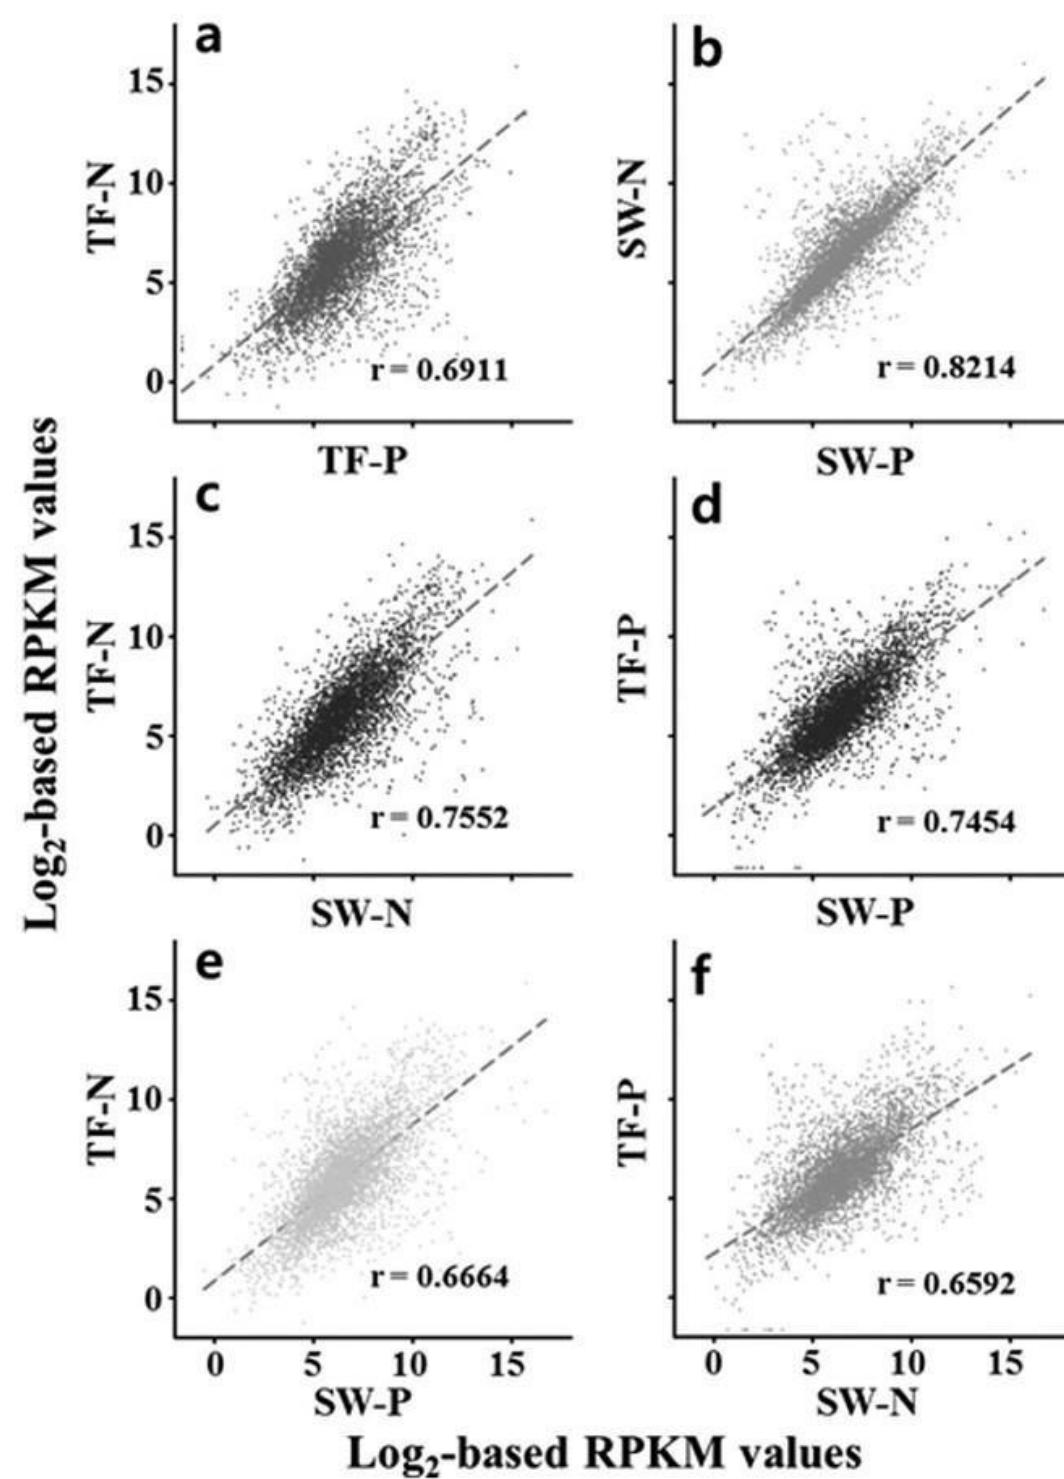 a
15
10
5
0
TF-N
r = 0.6911
TF-P
b
SW-N
r = 0.8214
SW-P
c
15
10
5
0
TF-N
r = 0.7552
SW-N
d
TF-P
r = 0.7454
SW-P
e
15
10
5
0
TF-N
r = 0.6664
0 5 10 15
SW-P
f
TF-P
r = 0.6592
0 5 10 15
SW-N
Log₂-based RPKM values
Log₂-based RPKM values